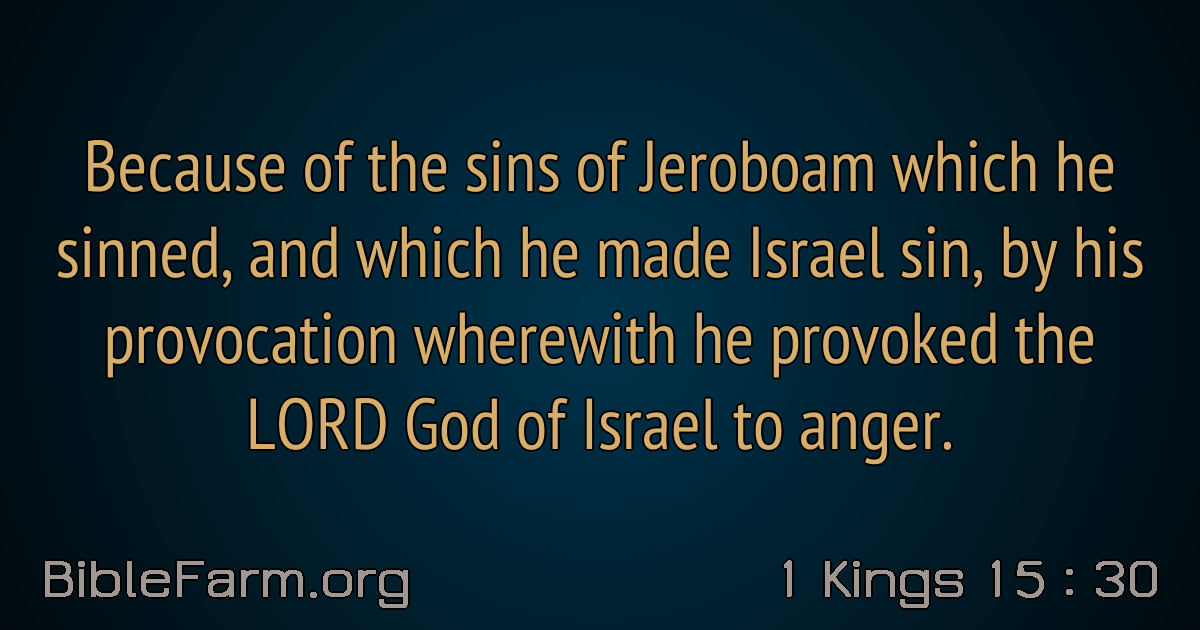 Because of the sins of Jeroboam which he
sinned, and which he made Israel sin, by his
provocation wherewith he provoked the
LORD God of Israel to anger.
BibleFarm.org
1 Kings 15 : 30